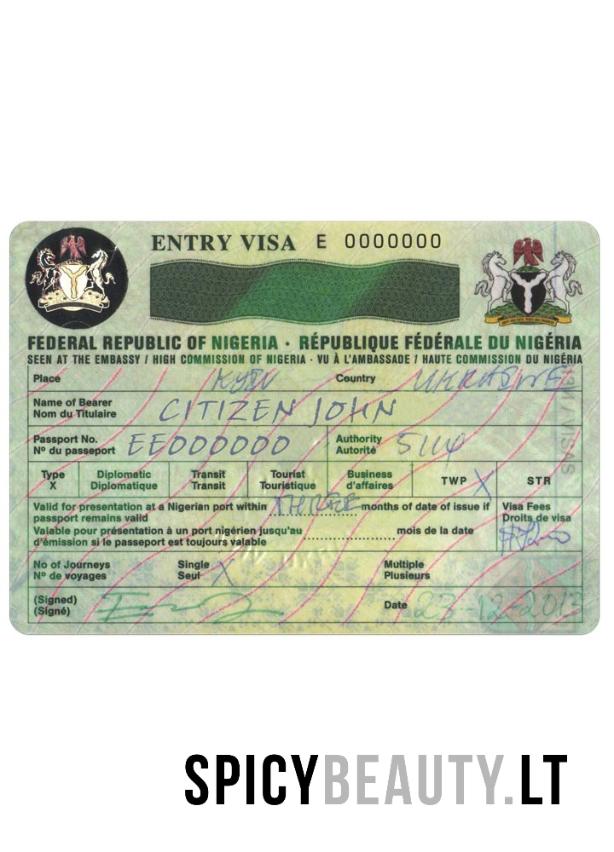 ENTRY VISA E 0000000
FEDERAL REPUBLIC OF NIGERIA · RÉPUBLIQUE FÉDÉRALE DU NIGÉRIA
SEEN AT THE EMBASSY / HIGH COMMISSION OF NIGERIA · VU À L'AMBASSADE / HAUTE COMMISSION DU NIGÉRIA
Place KYIV Country UKRAINE
Name of Bearer
Nom du Titulaire CITIZEN JOHN
Passport No.
Nº du passeport EE000000 Authority
Autorité
Type
X
Diplomatic
Diplomatique
Transit
Transit
Tourist
Touristique
Business
d'affaires
TWP X
STR
Valid for presentation at a Nigerian port within THREE months of date of issue if
passport remains valid
Valable pour présentation à un port nigérien jusqu'au mois de la date
d'émission si le passeport est toujours valable
Visa Fees
Droits de visa
No of Journeys
Nº de voyages
Single
Seul X
Multiple
Plusieurs
(Signed)
(Signé)
Date 23-12-2013
SPICYBEAUTY.LT